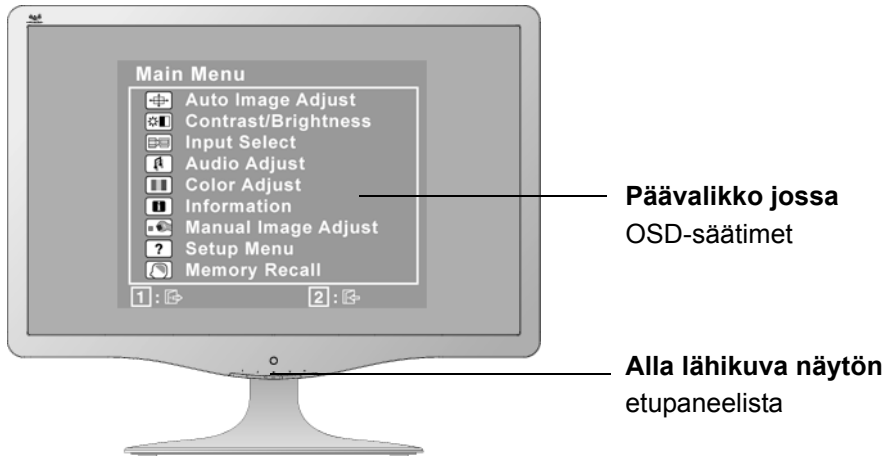 Main Menu
Auto Image Adjust
Contrast/Brightness
Input Select
Audio Adjust
Color Adjust
Information
Manual Image Adjust
? Setup Menu
Memory Recall
1 : 2 :
Päävalikko jossa
OSD-säätimet
Alla lähikuva näytön
etupaneelista